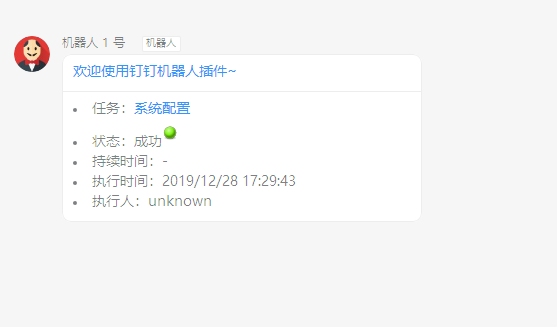 机器人 1 号 机器人
欢迎使用钉钉机器人插件~
任务：系统配置
状态：成功
持续时间：-
执行时间：2019/12/28 17:29:43
执行人：unknown